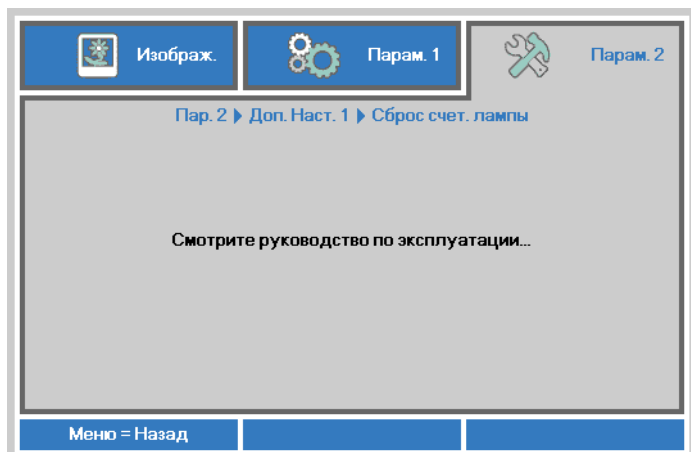 Изображ.
Парам. 1
Парам. 2
Пар. 2 ▶ Доп. Наст. 1 ▶ Сброс счет. лампы
Смотрите руководство по эксплуатации...
Меню = Назад